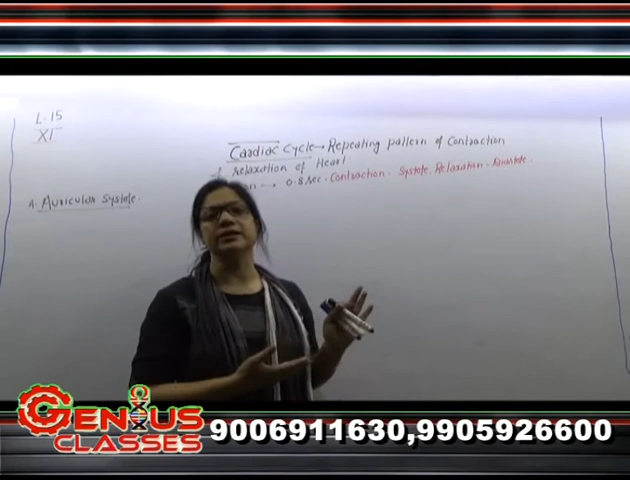 L.15
XI
Cardiac Cycle → Repeating pattern of Contraction
relaxation of Heart
→ 0.8 sec. Contraction - Systole. Relaxation - Diastole.
A. Auricular Systole.
GENIUS
CLASSES
9006911630,9905926600